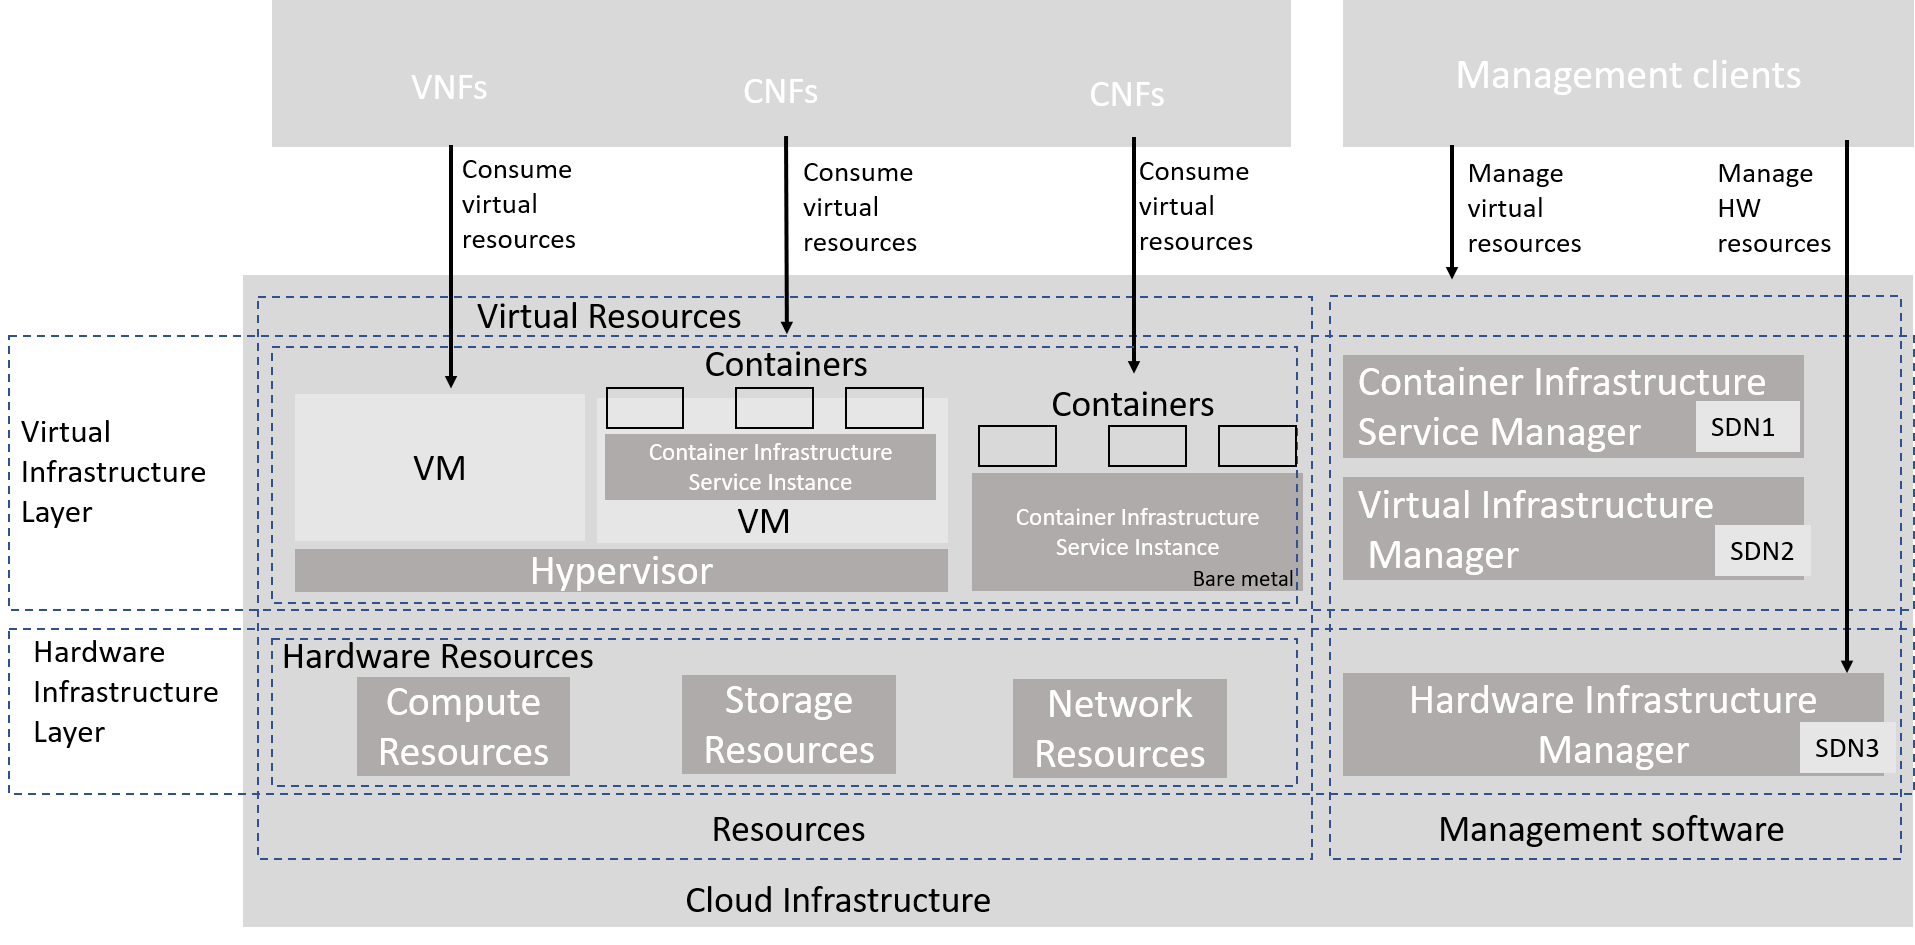 VNFs
CNFs
CNFs
Management clients
Consume
virtual
resources
Consume
virtual
resources
Consume
virtual
resources
Manage
virtual
resources
Manage
HW
resources
Virtual Resources
Virtual
Infrastructure
Layer
Containers
VM
Container Infrastructure
Service Instance
VM
Hypervisor
Containers
Container Infrastructure
Service Instance
Bare metal
Container Infrastructure
Service Manager
SDN1
Virtual Infrastructure
Manager
SDN2
Hardware
Infrastructure
Layer
Hardware Resources
Compute
Resources
Storage
Resources
Network
Resources
Hardware Infrastructure
Manager
SDN3
Resources
Management software
Cloud Infrastructure